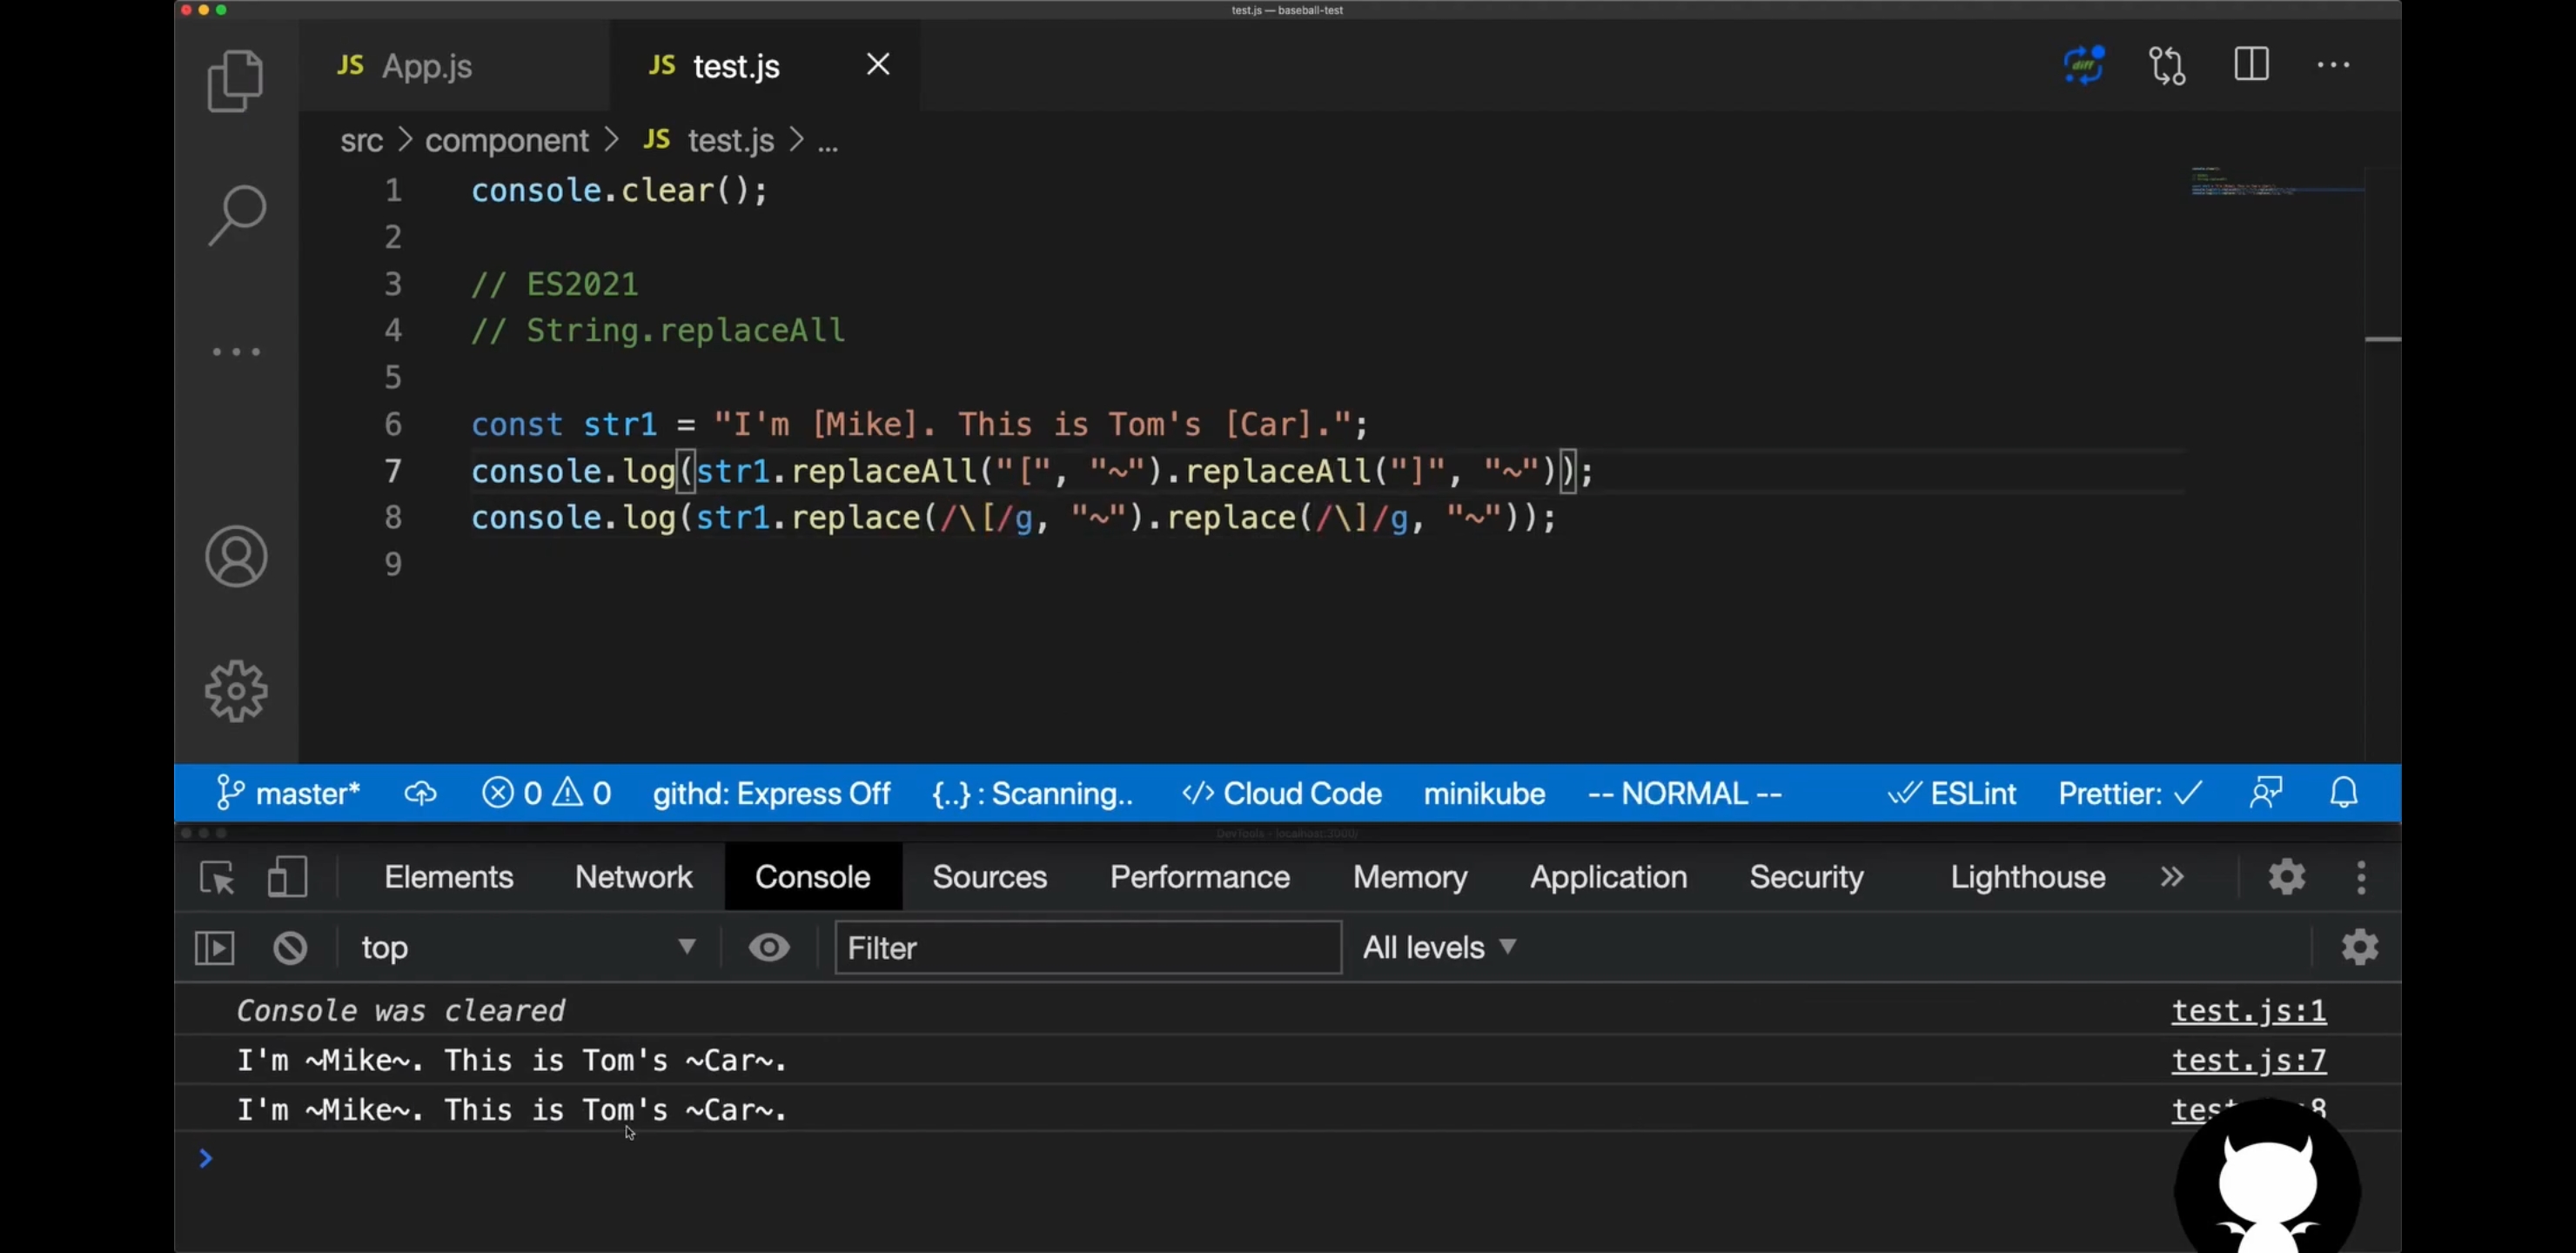 test.js — baseball-test
JS App.js JS test.js
diff
src > component > JS test.js > ...
1 console.clear();
2
3 // ES2021
4 // String.replaceAll
5
6 const str1 = "I'm [Mike]. This is Tom's [Car].";
7 console.log(str1.replaceAll("[", "~").replaceAll("]", "~"));
8 console.log(str1.replace(/\[/g, "~").replace(/\]/g, "~"));
9
master* 0 0 githd: Express Off {..} : Scanning.. </> Cloud Code minikube -- NORMAL -- ESLint Prettier: ✓
DevTools - localhost:3000/
Elements Network Console Sources Performance Memory Application Security Lighthouse »
top Filter All levels
Console was cleared test.js:1
I'm ~Mike~. This is Tom's ~Car~. test.js:7
I'm ~Mike~. This is Tom's ~Car~.
>